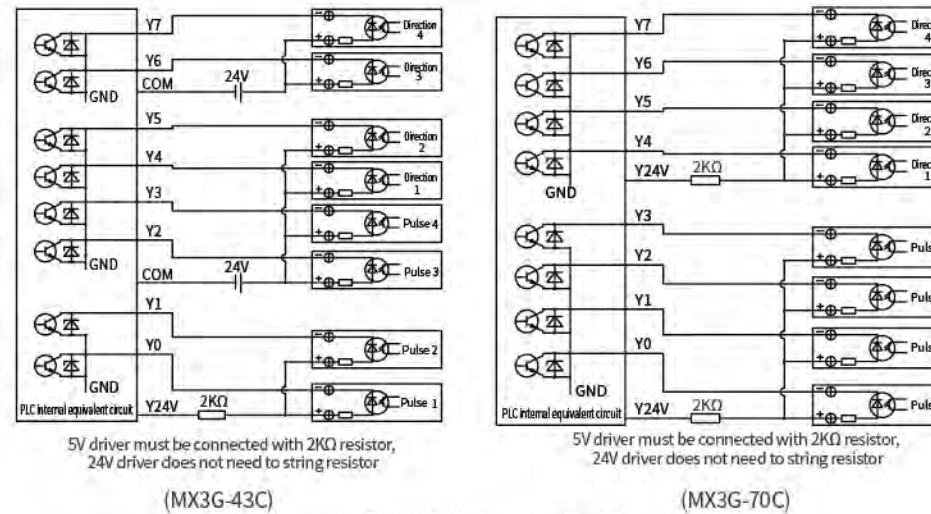 Y7
Direction
4
Y6
Direction
3
COM
24V
GND
Y5
Direction
2
Y4
Direction
1
Y3
Pulse 4
Y2
GND
COM
24V
Pulse 3
Y1
Y0
Pulse 2
GND
PLC internal equivalent circuit
Y24V
2KΩ
Pulse 1
5V driver must be connected with 2KΩ resistor,
24V driver does not need to string resistor
(MX3G-43C)
Y7
4
Y6
3
Y5
2
Y4
Y24V
2KΩ
1
GND
Y3
Y2
Y1
Y0
GND
PLC internal equivalent circuit
Y24V
2KΩ
5V driver must be connected with 2KΩ resistor,
24V driver does not need to string resistor
(MX3G-70C)